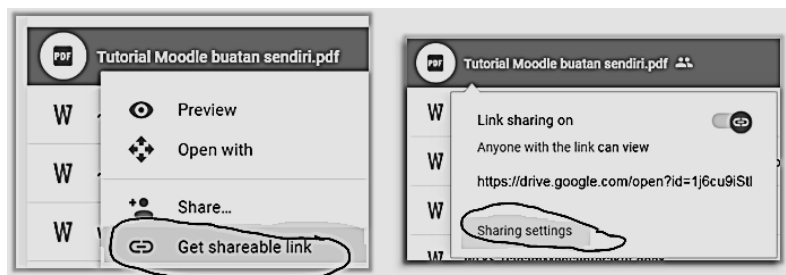 PDF Tutorial Moodle buatan sendiri.pdf
W Preview
Open with
W
Share...
W Get shareable link
PDF Tutorial Moodle buatan sendiri.pdf
W Link sharing on
Anyone with the link can view
W
https://drive.google.com/open?id=1j6cu9iStl
W
Sharing settings
W